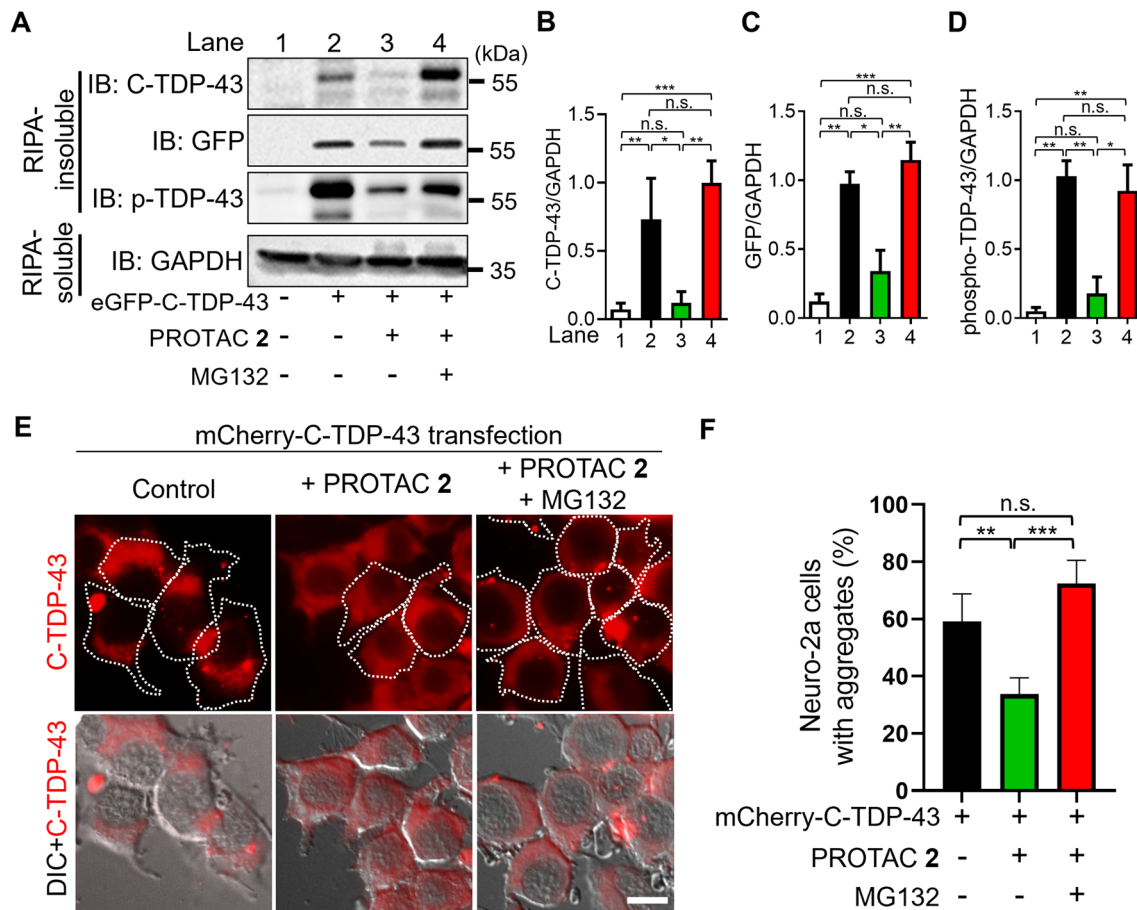 A
Lane 1 2 3 4 (kDa)
RIPA-insoluble
IB: C-TDP-43 55
IB: GFP 55
IB: p-TDP-43 55
RIPA-soluble
IB: GAPDH 35
eGFP-C-TDP-43 - + + +
PROTAC 2 - - + +
MG132 - - - +
B
***
n.s.
n.s.
** * **
C-TDP-43/GAPDH
1.5
1.0
0.5
0.0
Lane 1 2 3 4
C
***
n.s.
n.s.
** * **
GFP/GAPDH
1.5
1.0
0.5
0.0
1 2 3 4
D
**
n.s.
n.s.
** ** *
phospho-TDP-43/GAPDH
1.5
1.0
0.5
0.0
1 2 3 4
E
mCherry-C-TDP-43 transfection
Control
+ PROTAC 2
+ PROTAC 2
+ MG132
C-TDP-43
DIC+C-TDP-43
F
n.s.
** ***
Neuro-2a cells
with aggregates (%)
100
80
60
40
20
0
mCherry-C-TDP-43 + + +
PROTAC 2 - + +
MG132 - - +